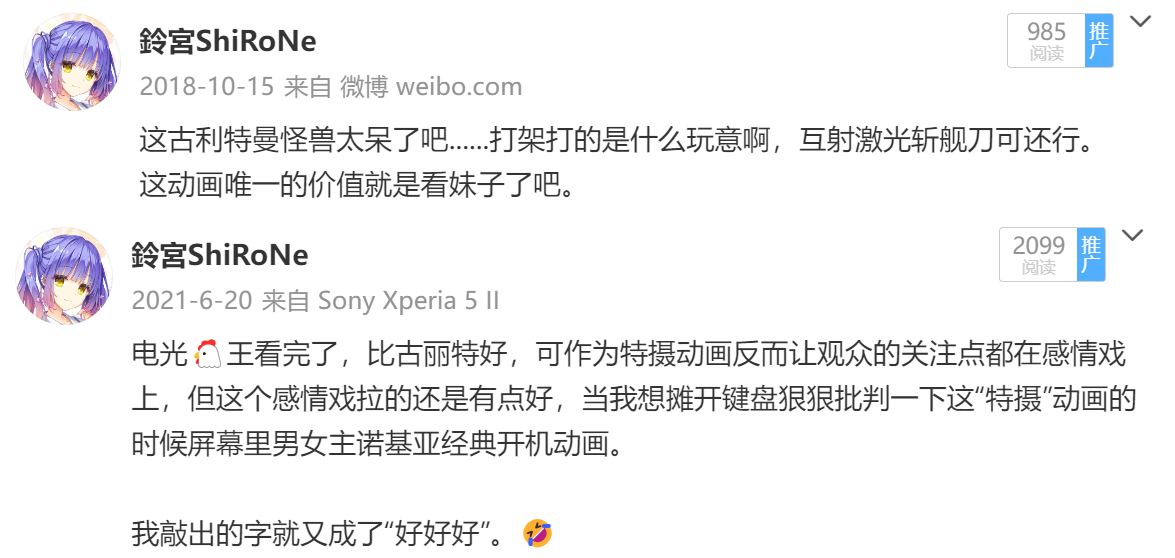 鈴宮ShiRoNe
985
阅读
推广
2018-10-15 来自 微博 weibo.com
这古利特曼怪兽太呆了吧......打架打的是什么玩意啊，互射激光斩舰刀可还行。
这动画唯一的价值就是看妹子了吧。
鈴宮ShiRoNe
2099
阅读
推广
2021-6-20 来自 Sony Xperia 5 II
电光🐔王看完了，比古丽特好，可作为特摄动画反而让观众的关注点都在感情戏
上，但这个感情戏拉的还是有点好，当我想摊开键盘狠狠批判一下这“特摄”动画的
时候屏幕里男女主诺基亚经典开机动画。
我敲出的字就又成了“好好好”。🤣